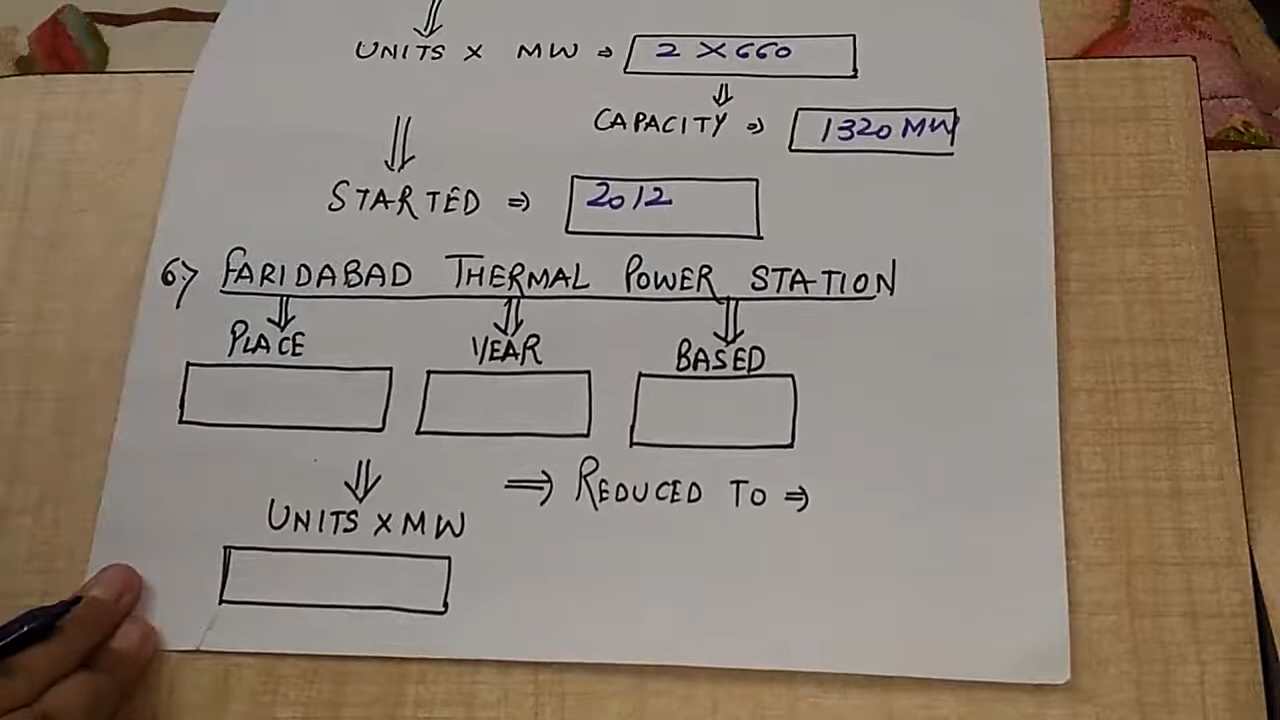 UNITS X MW ⇒ 2 X 660
CAPACITY ⇒ 1320 MW
STARTED ⇒ 2012
6> FARIDABAD THERMAL POWER STATION
PLACE YEAR BASED
⇒ REDUCED TO ⇒
UNITS X MW